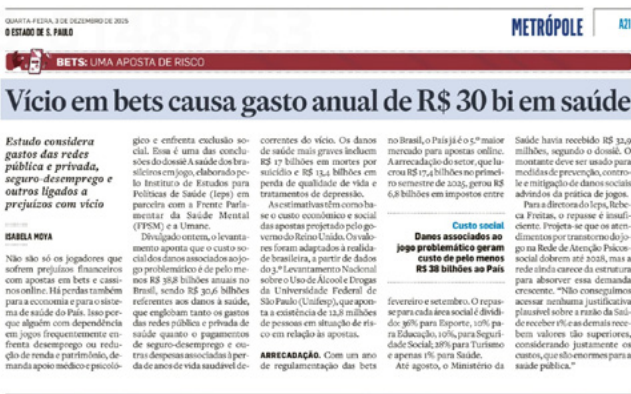 QUARTA-FEIRA, 3 DE DEZEMBRO DE 2025
O ESTADO DE S. PAULO
METRÓPOLE
A21
BETS: UMA APOSTA DE RISCO
Vício em bets causa gasto anual de R$ 30 bi em saúde
Estudo considera
gastos das redes
pública e privada,
seguro-desemprego e
outros ligados a
prejuízos com vício
ISABELA MOYA
Não são só os jogadores que
sofrem prejuízos financeiros
com apostas em bets e cassi-
nos online. Há perdas também
para a economia e para o siste-
ma de saúde do País. Isso por-
que alguém com dependência
em jogos frequentemente en-
frenta desemprego ou redu-
ção de renda e patrimônio, de-
manda apoio médico e psicoló-
gico e enfrenta exclusão so-
cial. Essa é uma das conclu-
sões do dossiê A saúde dos bra-
sileiros em jogo, elaborado pe-
lo Instituto de Estudos para
Políticas de Saúde (Ieps) em
parceria com a Frente Parla-
mentar da Saúde Mental
(FPSM) e a Umane.
Divulgado ontem, o levanta-
mento aponta que o custo so-
cial dos danos associados ao jo-
go problemático é de pelo me-
nos R$ 38,8 bilhões anuais no
Brasil, sendo R$ 30,6 bilhões
referentes aos danos à saúde,
que englobam tanto os gastos
das redes pública e privada de
saúde quanto o pagamentos
de seguro-desemprego e ou-
tras despesas associadas à per-
da de anos de vida saudável de-
correntes do vício. Os danos
de saúde mais graves incluem
R$ 17 bilhões em mortes por
suicídio e R$ 13,4 bilhões em
perda de qualidade de vida e
tratamentos de depressão.
As estimativas têm como ba-
se o custo econômico e social
das apostas projetado pelo go-
verno do Reino Unido. Os valo-
res foram adaptados à realida-
de brasileira, a partir de dados
do 3.º Levantamento Nacional
sobre o Uso de Álcool e Drogas
da Universidade Federal de
São Paulo (Unifesp), que apon-
ta a existência de 12,8 milhões
de pessoas em situação de ris-
co em relação às apostas.
ARRECADAÇÃO. Com um ano
de regulamentação das bets
no Brasil, o País já é o 5.º maior
mercado para apostas online.
A arrecadação do setor, que lu-
crou R$ 17,4 bilhões no primei-
ro semestre de 2025, gerou R$
6,8 bilhões em impostos entre
Custo social
Danos associados ao
jogo problemático geram
custo de pelo menos
R$ 38 bilhões ao País
fevereiro e setembro. O repas-
se para cada área social é dividi-
do: 36% para Esporte, 10% pa-
ra Educação, 10%, para Seguri-
dade Social; 28% para Turismo
e apenas 1% para Saúde.
Até agosto, o Ministério da
Saúde havia recebido R$ 32,9
milhões, segundo o dossiê. O
montante deve ser usado para
medidas de prevenção, contro-
le e mitigação de danos sociais
advindos da prática de jogos.
Para a diretora do Ieps, Rebe-
ca Freitas, o repasse é insufi-
ciente. Projeta-se que os aten-
dimentos por transtorno do jo-
go na Rede de Atenção Psicos-
social dobrem até 2028, mas a
rede ainda carece da estrutura
para absorver essa demanda
crescente. "Não conseguimos
acessar nenhuma justificativa
plausível sobre a razão da Saú-
de receber 1% e as demais rece-
bem valores tão superiores,
considerando justamente os
custos, que são enormes para a
saúde pública."